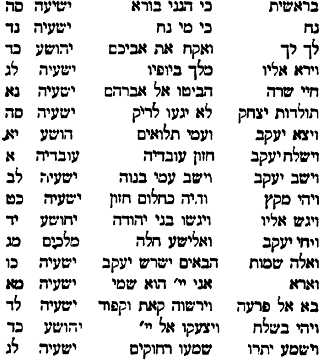 בראשית כי הנני בורא ישעיה סה
נח כי מי נח ישעיה נד
לך לך ואקח את אביכם יהושע כד
וירא אליו מלך ביופיו ישעיה לג
חיי שרה הביטו אל אברהם ישעיה נא
תולדות יצחק לא יגעו לריק ישעיה סה
ויצא יעקב ועמי תלואים הושע יא
וישלח יעקב חזון עובדיה עובדיה א
וישב יעקב וישב עמי בנוה ישעיה לב
ויהי מקץ והיה כחלום חזון ישעיה כט
ויגש אליו ויגשו בני יהודה יהושע יד
ויחי יעקב ואלישע חלה מלכים מג
ואלה שמות הבאים ישרש יעקב ישעיה כו
וארא אני יי׳ הוא שמי ישעיה מא
בא אל פרעה וירשוה קאת וקפוד ישעיה לד
ויהי בשלח ויצעקו אל יי׳ יהושע כד
וישמע יתרו שמעו רחוקים ישעיה לג